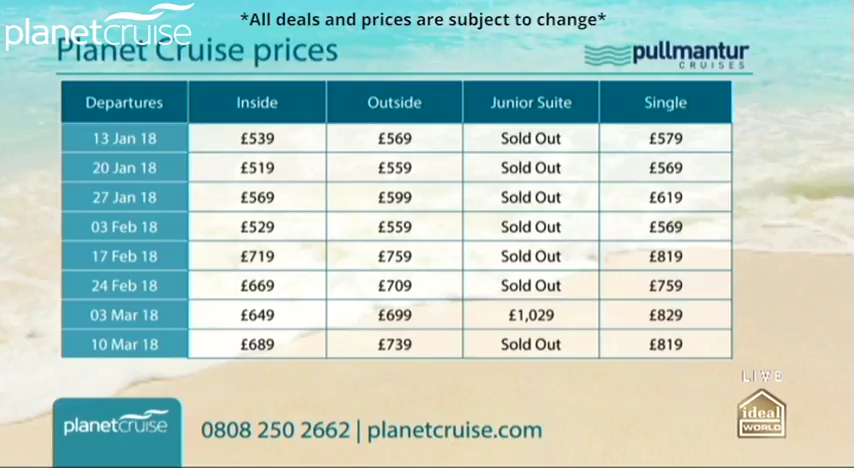 *All deals and prices are subject to change*
planetcruise
Planet Cruise prices
pullmantur
CRUISES
Departures Inside Outside Junior Suite Single
13 Jan 18 £539 £569 Sold Out £579
20 Jan 18 £519 £559 Sold Out £569
27 Jan 18 £569 £599 Sold Out £619
03 Feb 18 £529 £559 Sold Out £569
17 Feb 18 £719 £759 Sold Out £819
24 Feb 18 £669 £709 Sold Out £759
03 Mar 18 £649 £699 £1,029 £829
10 Mar 18 £689 £739 Sold Out £819
LIVE
ideal
WORLD
planetcruise
0808 250 2662 | planetcruise.com